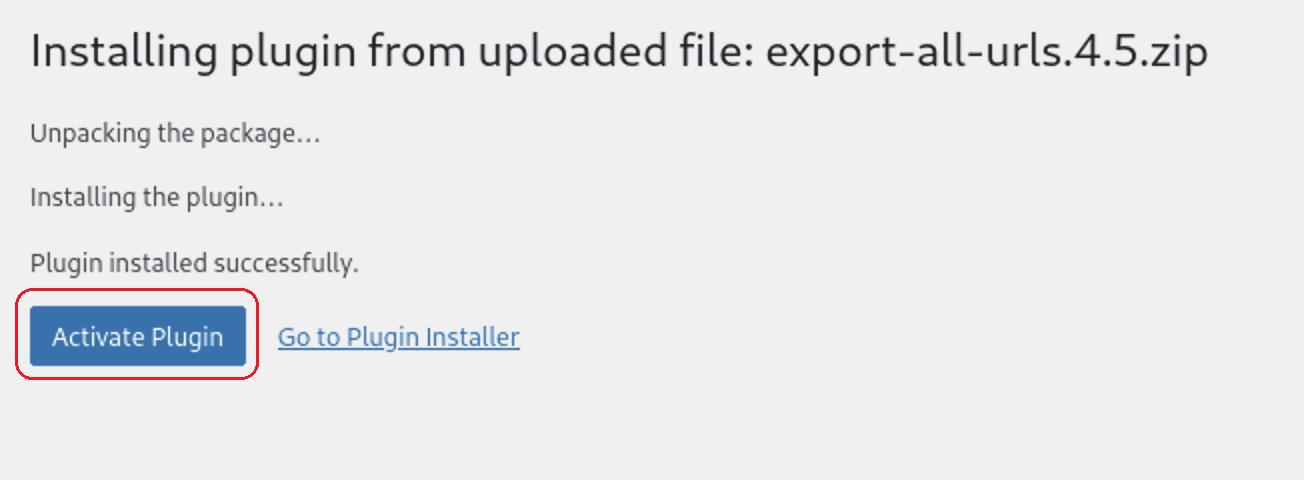 Installing plugin from uploaded file: export-all-urls.4.5.zip
Unpacking the package…
Installing the plugin…
Plugin installed successfully.
Activate Plugin Go to Plugin Installer